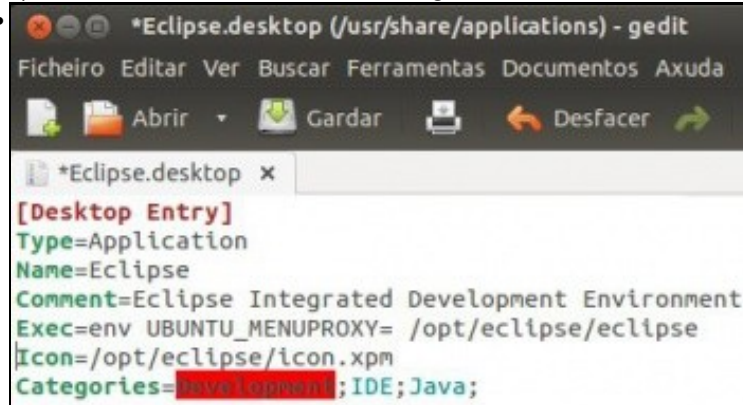 *Eclipse.desktop (/usr/share/applications) - gedit
Ficheiro Editar Ver Buscar Ferramentas Documentos Axuda
Abrir Gardar Desfacer
*Eclipse.desktop ×
[Desktop Entry]
Type=Application
Name=Eclipse
Comment=Eclipse Integrated Development Environment
Exec=env UBUNTU_MENUPROXY= /opt/eclipse/eclipse
Icon=/opt/eclipse/icon.xpm
Categories=Development;IDE;Java;